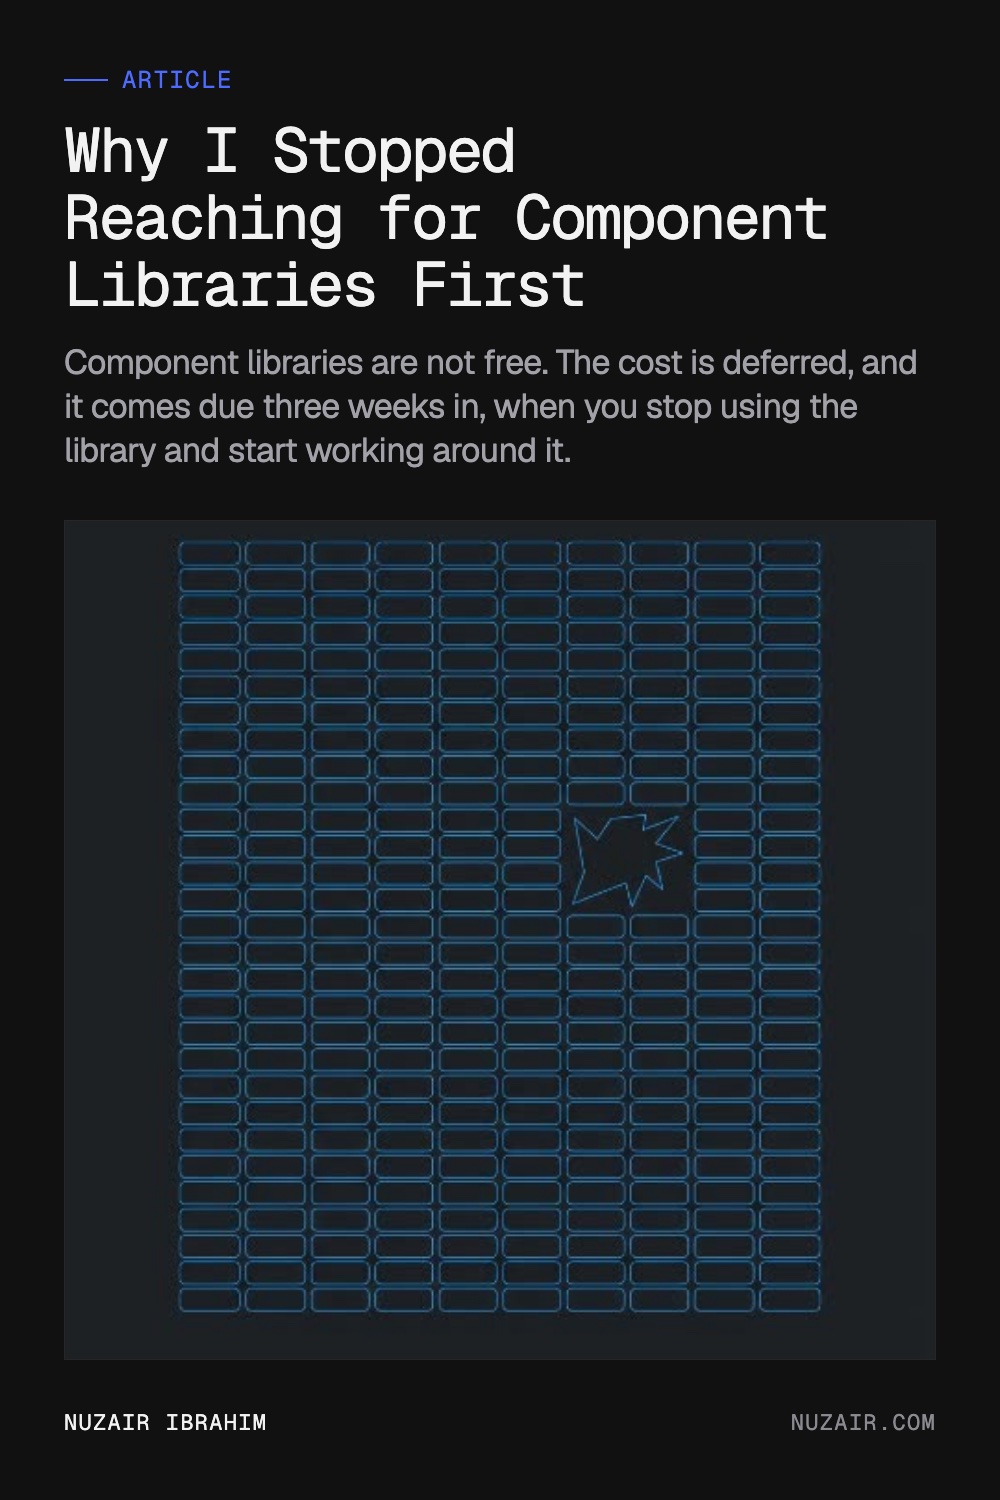 ARTICLE
Why I Stopped
Reaching for Component
Libraries First
Component libraries are not free. The cost is deferred, and
it comes due three weeks in, when you stop using the
library and start working around it.
NUZAIR IBRAHIM
NUZAIR.COM